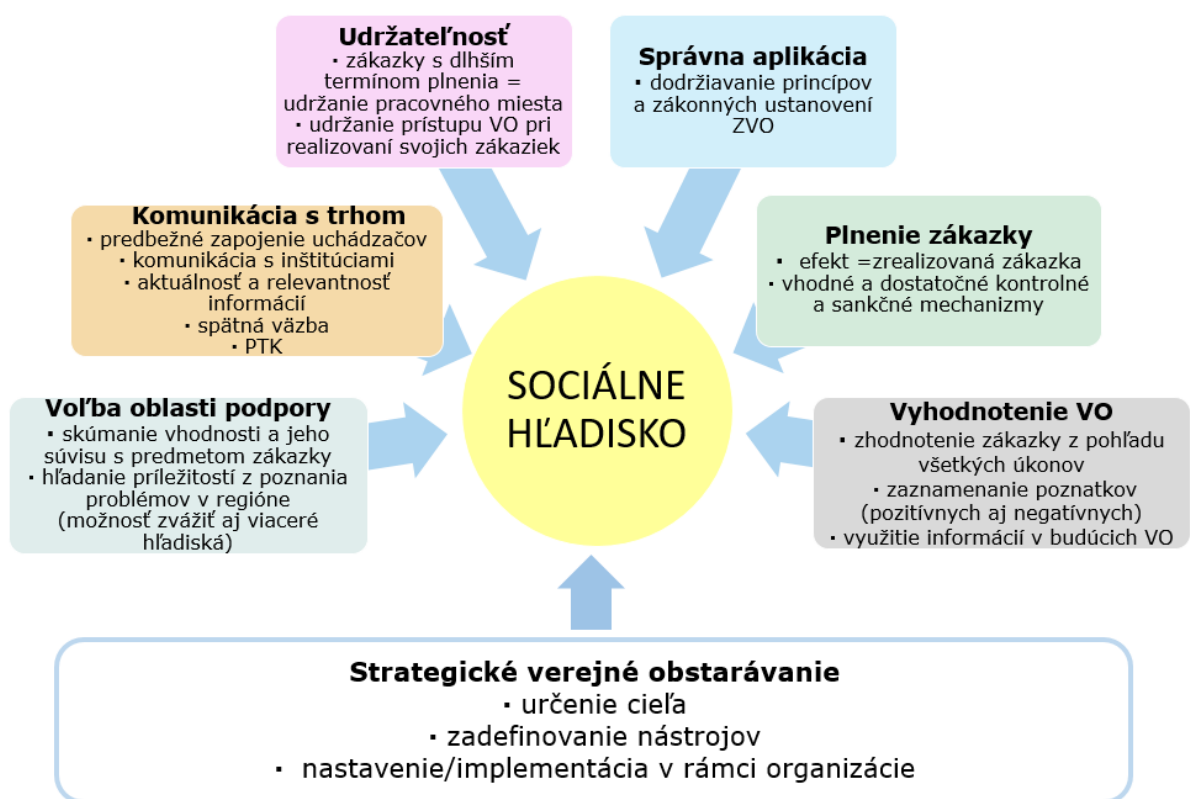 Udržateľnosť
▪ zákazky s dlhším
termínom plnenia =
udržanie pracovného miesta
▪ udržanie prístupu VO pri
realizovaní svojich zákaziek
Správna aplikácia
▪ dodržiavanie princípov
a zákonných ustanovení
ZVO
Komunikácia s trhom
▪ predbežné zapojenie uchádzačov
▪ komunikácia s inštitúciami
▪ aktuálnosť a relevantnosť
informácií
▪ spätná väzba
▪ PTK
Plnenie zákazky
▪ efekt =zrealizovaná zákazka
▪ vhodné a dostatočné kontrolné
a sankčné mechanizmy
SOCIÁLNE
HĽADISKO
Voľba oblasti podpory
▪ skúmanie vhodnosti a jeho
súvisu s predmetom zákazky
▪ hľadanie príležitostí z poznania
problémov v regióne
(možnosť zvážiť aj viaceré
hľadiská)
Vyhodnotenie VO
▪ zhodnotenie zákazky z pohľadu
všetkých úkonov
▪ zaznamenanie poznatkov
(pozitívnych aj negatívnych)
▪ využitie informácií v budúcich VO
Strategické verejné obstarávanie
▪ určenie cieľa
▪ zadefinovanie nástrojov
▪ nastavenie/implementácia v rámci organizácie